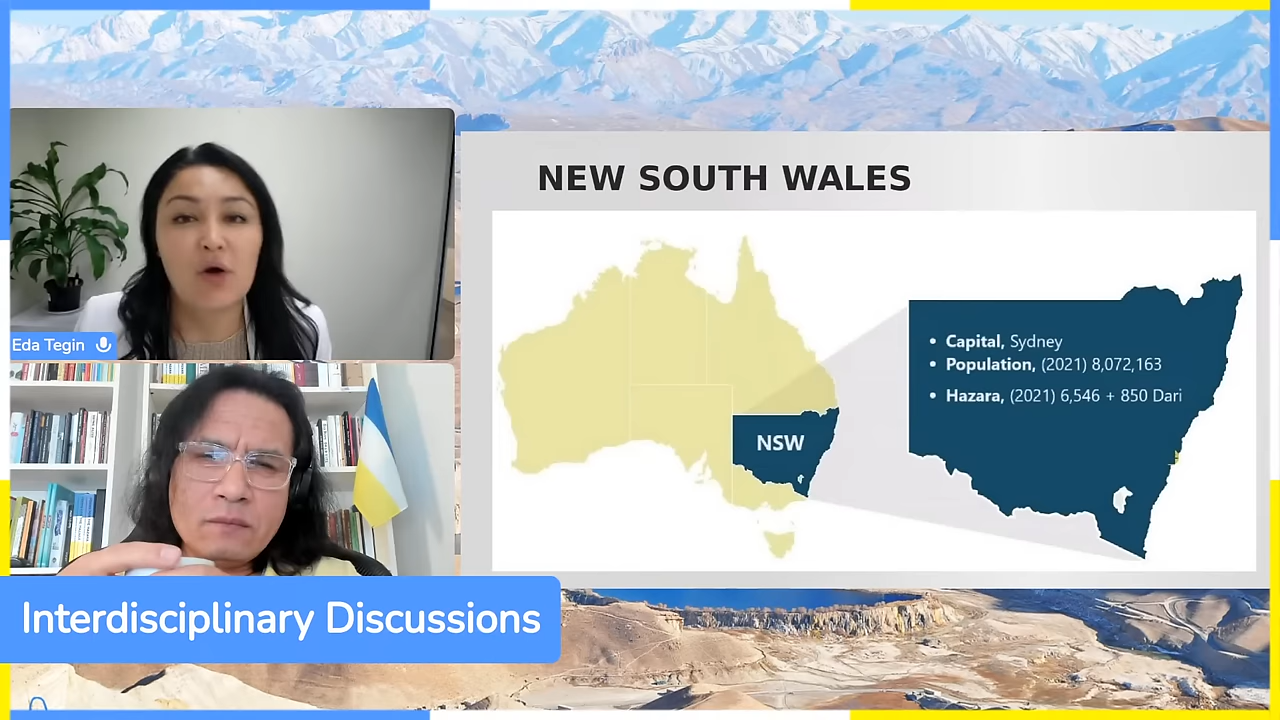 NEW SOUTH WALES
Eda Tegin
NSW
• Capital, Sydney
• Population, (2021) 8,072,163
• Hazara, (2021) 6,546 + 850 Dari
Interdisciplinary Discussions